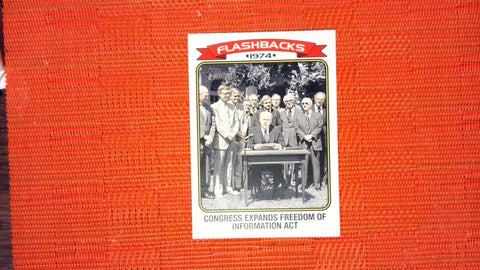 FLASHBACKS
•1974•
CONGRESS EXPANDS FREEDOM OF
INFORMATION ACT